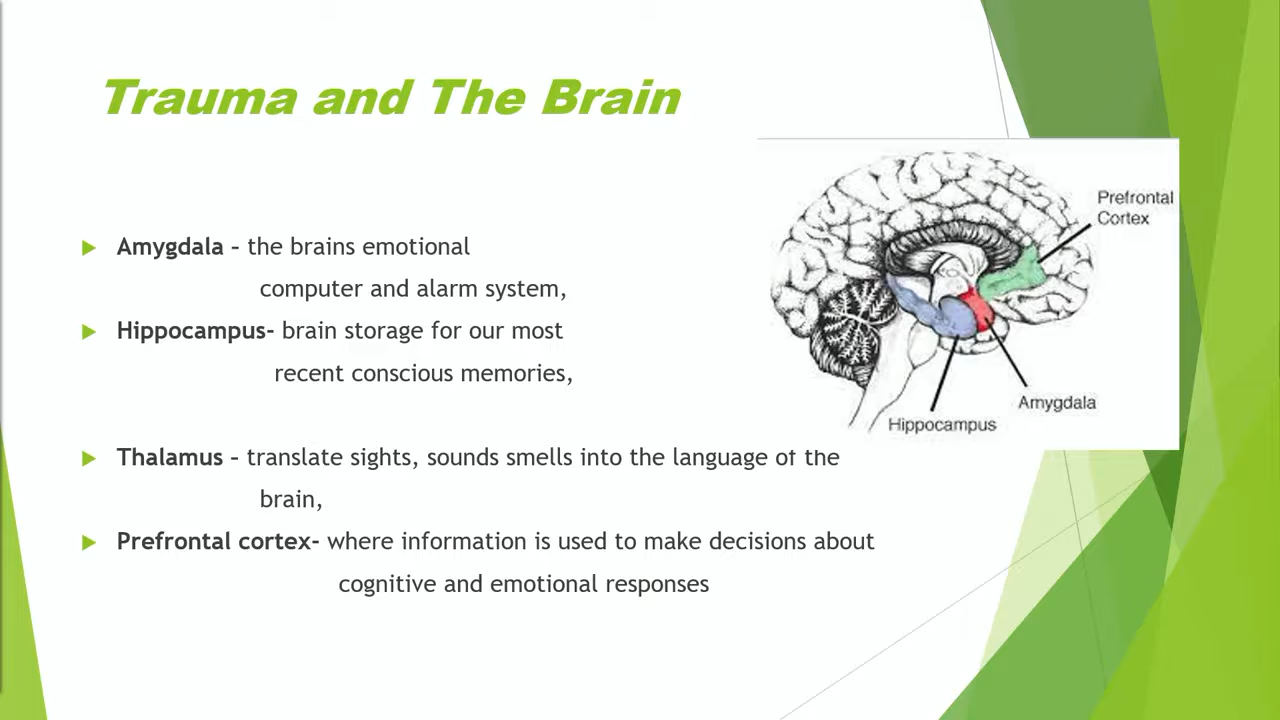 Trauma and The Brain
Amygdala – the brains emotional
computer and alarm system,
Hippocampus- brain storage for our most
recent conscious memories,
Thalamus – translate sights, sounds smells into the language of the
brain,
Prefrontal cortex- where information is used to make decisions about
cognitive and emotional responses
Prefrontal
Cortex
Amygdala
Hippocampus